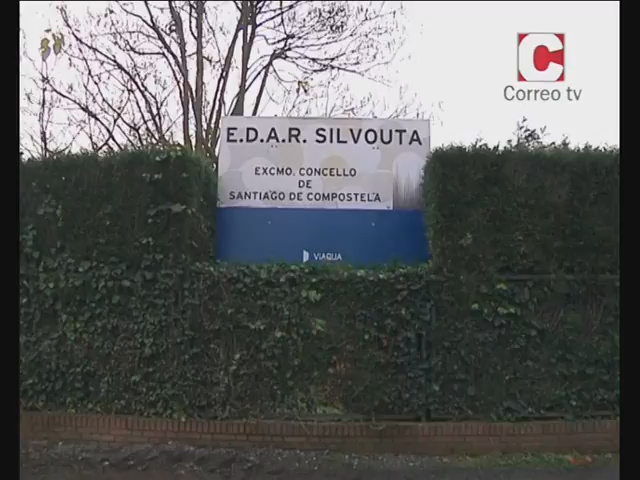 C
Correo tv
E.D.A.R. SILVOUTA
EXCMO. CONCELLO
DE
SANTIAGO DE COMPOSTELA
VIAQUA